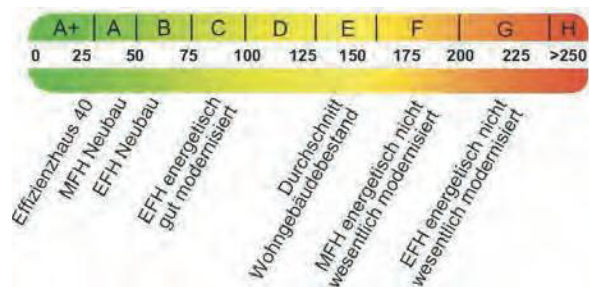 A+ A B C D E F G H
0 25 50 75 100 125 150 175 200 225 >250
Effizienzhaus 40
MFH Neubau
EFH Neubau
EFH energetisch
gut modernisiert
Durchschnitt
Wohngebäudebestand
MFH energetisch nicht
wesentlich modernisiert
EFH energetisch nicht
wesentlich modernisiert